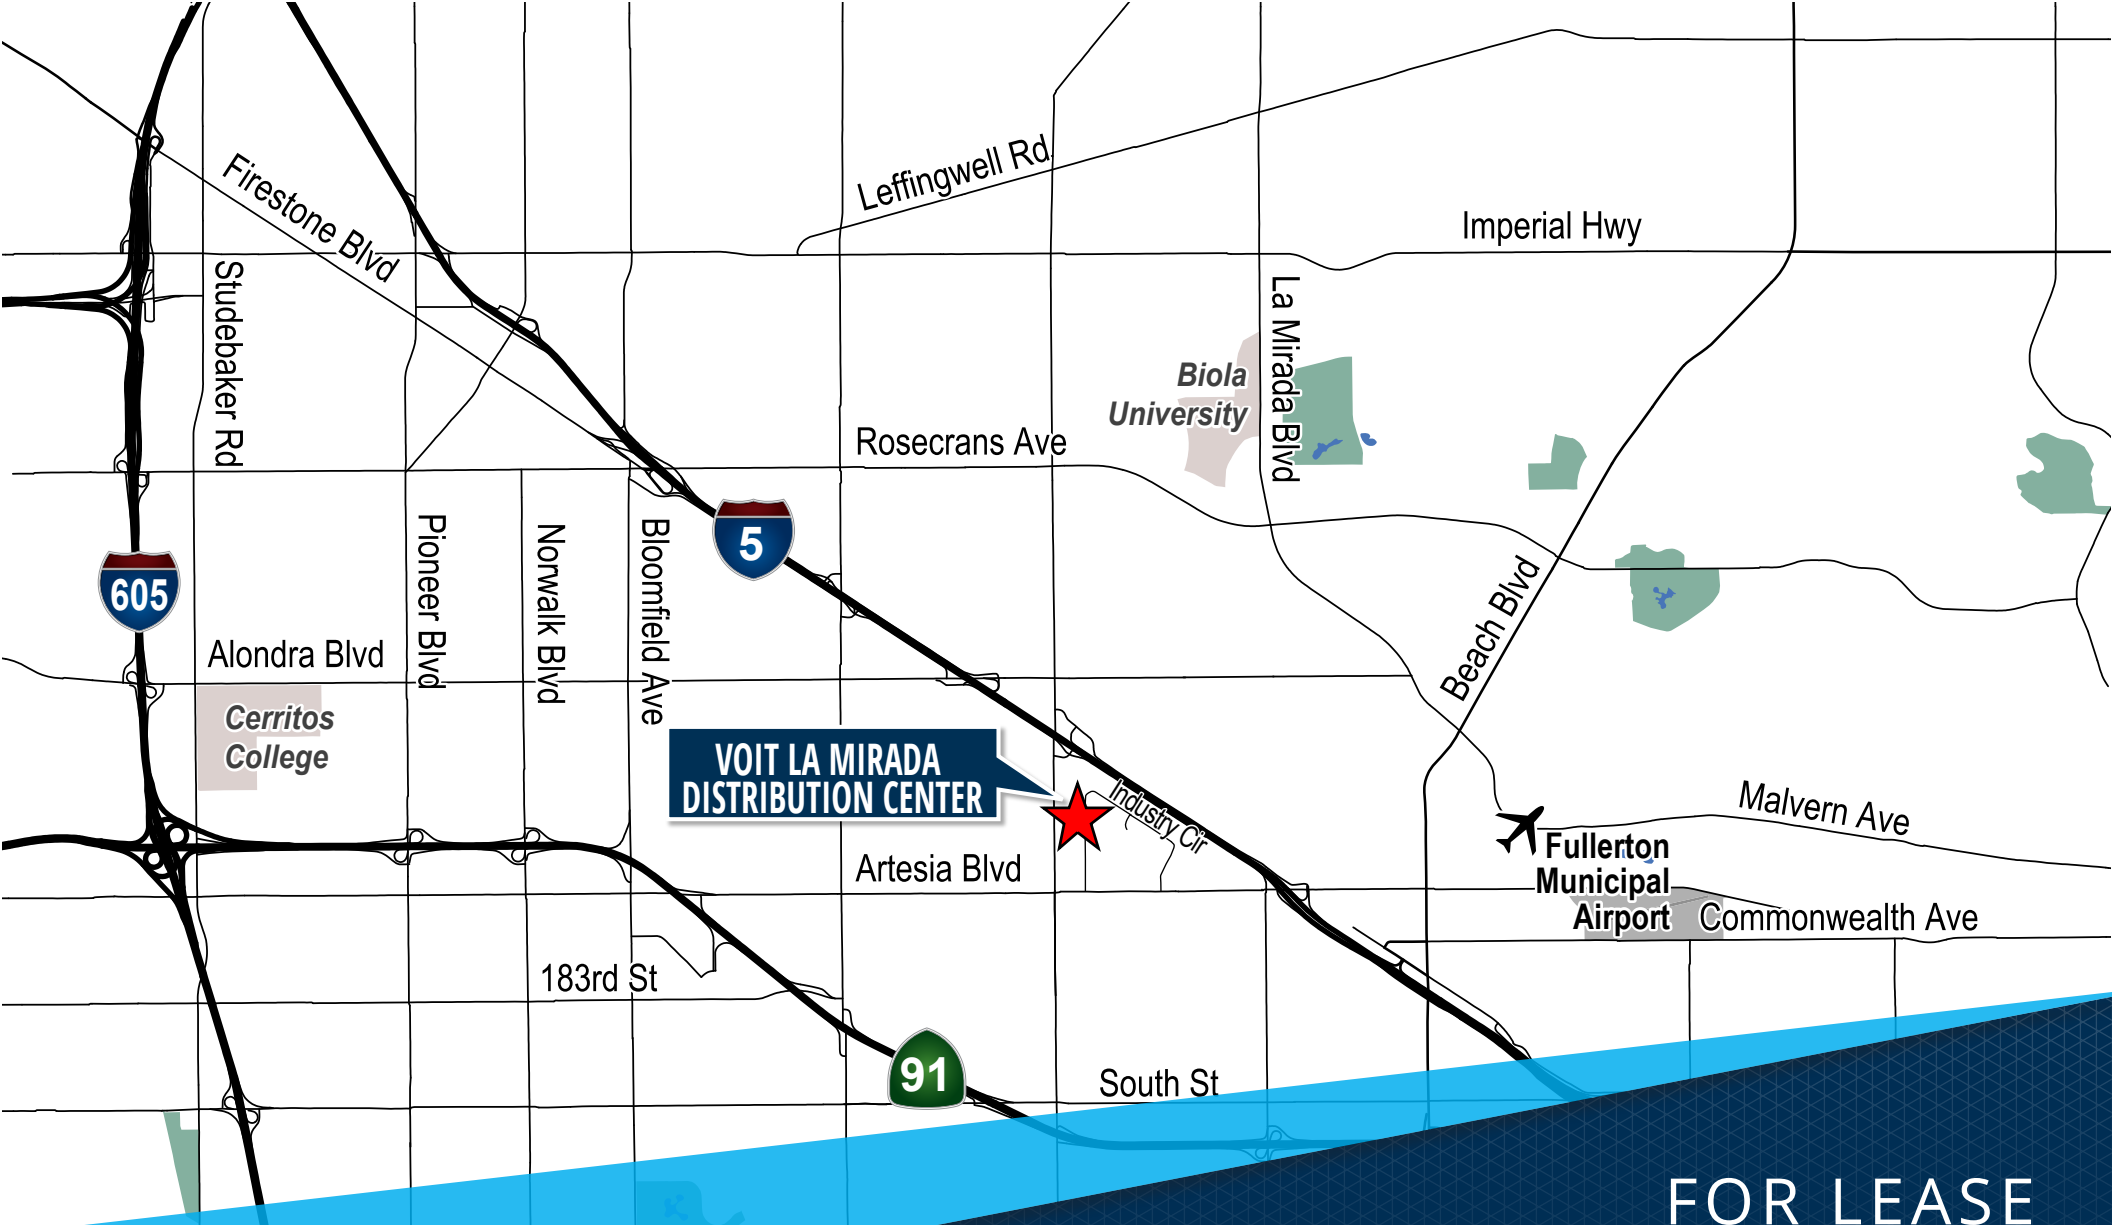 Leffingwell Rd
Firestone Blvd
Imperial Hwy
Studebaker Rd
La Mirada Blvd
Biola
University
Rosecrans Ave
5
605
Pioneer Blvd
Norwalk Blvd
Bloomfield Ave
Beach Blvd
Alondra Blvd
Cerritos
College
VOIT LA MIRADA
DISTRIBUTION CENTER
Industry Cir
Malvern Ave
Fullerton
Municipal
Airport
Artesia Blvd
Commonwealth Ave
183rd St
91
South St
FOR LEASE